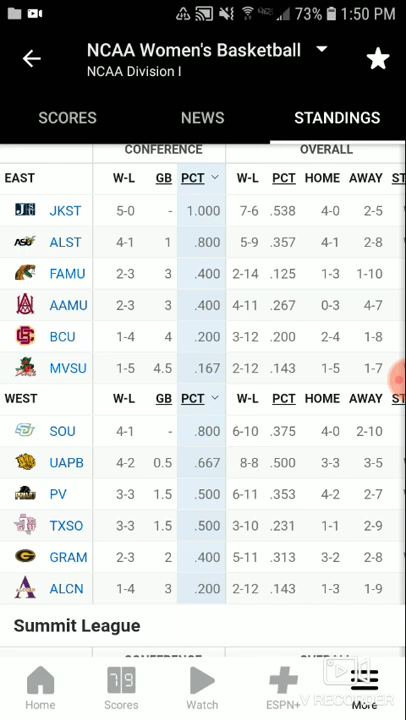 73% 1:50 PM
NCAA Women's Basketball
NCAA Division I
SCORES NEWS STANDINGS
CONFERENCE OVERALL
EAST W-L GB PCT W-L PCT HOME AWAY ST
JKST 5-0 - 1.000 7-6 .538 4-0 2-5
ALST 4-1 1 .800 5-9 .357 4-1 2-8
FAMU 2-3 3 .400 2-14 .125 1-3 1-10
AAMU 2-3 3 .400 4-11 .267 0-3 4-7
BCU 1-4 4 .200 3-12 .200 2-4 1-8
MVSU 1-5 4.5 .167 2-12 .143 1-5 1-7
WEST W-L GB PCT W-L PCT HOME AWAY ST
SOU 4-1 - .800 6-10 .375 4-0 2-10
UAPB 4-2 0.5 .667 8-8 .500 3-3 3-5
PV 3-3 1.5 .500 6-11 .353 4-2 2-7
TXSO 3-3 1.5 .500 3-10 .231 1-1 2-9
GRAM 2-3 2 .400 5-11 .313 3-2 2-8
ALCN 1-4 3 .200 2-12 .143 1-3 1-9
Summit League
CONFERENCE OVERALL
Home Scores Watch ESPN+ More
V RECORDER